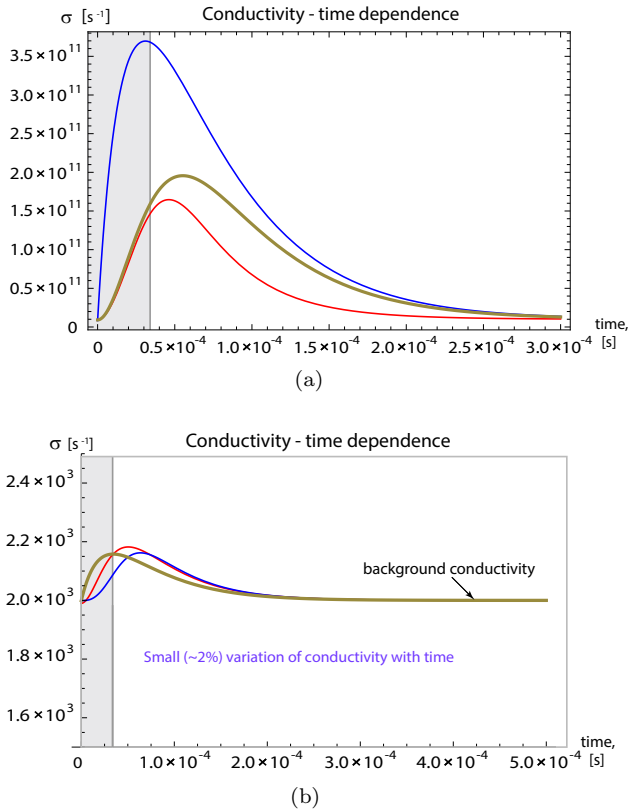 σ [s⁻¹] Conductivity - time dependence
3.5×10¹¹
3.0×10¹¹
2.5×10¹¹
2.0×10¹¹
1.5×10¹¹
1.0×10¹¹
0.5×10¹¹
0
0 0.5×10⁻⁴ 1.0×10⁻⁴ 1.5×10⁻⁴ 2.0×10⁻⁴ 2.5×10⁻⁴ 3.0×10⁻⁴ time, [s]
(a)
σ [s⁻¹] Conductivity - time dependence
2.4×10³
2.2×10³
background conductivity
2.0×10³
Small (~2%) variation of conductivity with time
1.8×10³
1.6×10³
0 1.0×10⁻⁴ 2.0×10⁻⁴ 3.0×10⁻⁴ 4.0×10⁻⁴ 5.0×10⁻⁴ time, [s]
(b)